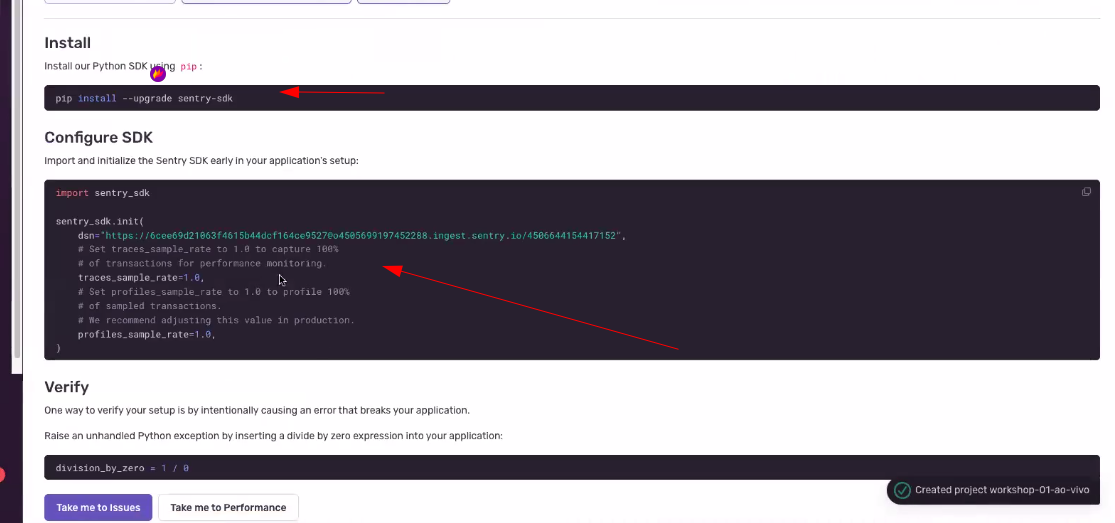 Install
Install our Python SDK using pip:
pip install --upgrade sentry-sdk
Configure SDK
Import and initialize the Sentry SDK early in your application's setup:
import sentry_sdk
sentry_sdk.init(
dsn="https://6cee69d21063f4615b44dcf164ce95270@o4505699197452288.ingest.sentry.io/4506644154417152",
# Set traces_sample_rate to 1.0 to capture 100%
# of transactions for performance monitoring.
traces_sample_rate=1.0,
# Set profiles_sample_rate to 1.0 to profile 100%
# of sampled transactions.
# We recommend adjusting this value in production.
profiles_sample_rate=1.0,
)
Verify
One way to verify your setup is by intentionally causing an error that breaks your application.
Raise an unhandled Python exception by inserting a divide by zero expression into your application:
division_by_zero = 1 / 0
Created project workshop-01-ao-vivo
Take me to Issues
Take me to Performance